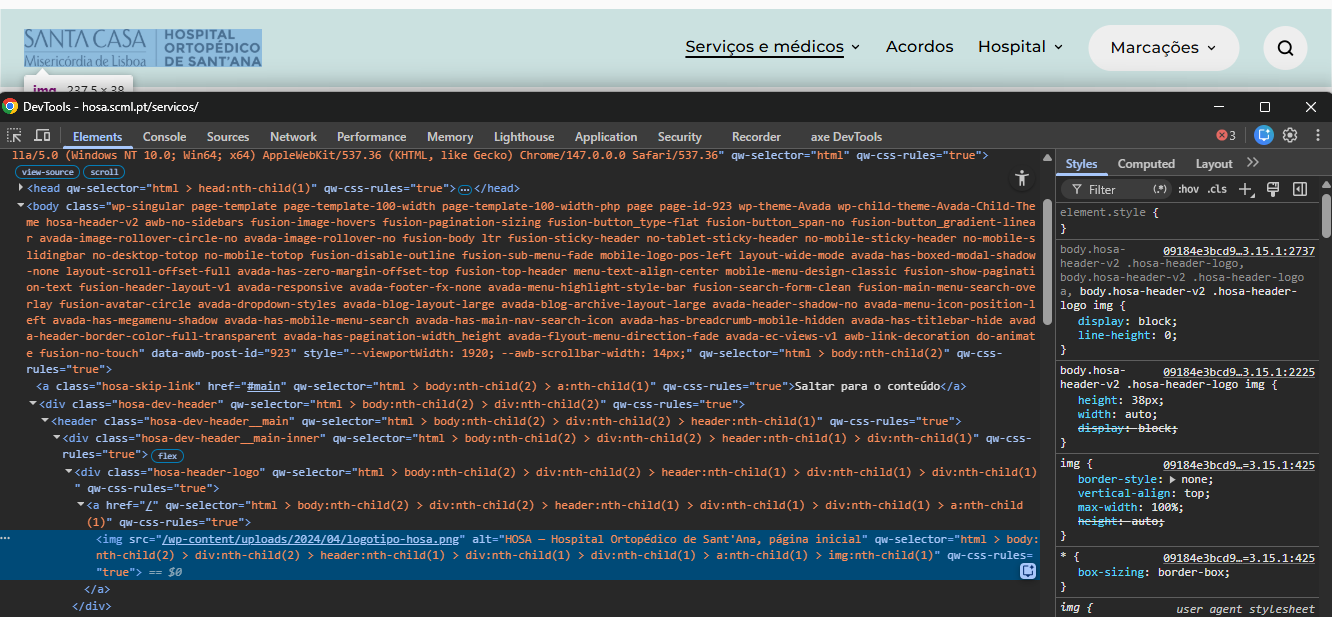 SANTA CASA
Misericórdia de Lisboa
HOSPITAL
ORTOPÉDICO
DE SANT'ANA
Serviços e médicos
Acordos
Hospital
Marcações
img 237.5 × 38
DevTools - hosa.scml.pt/servicos/
Elements Console Sources Network Performance Memory Lighthouse Application Security Recorder axe DevTools 3
lla/5.0 (Windows NT 10.0; Win64; x64) AppleWebKit/537.36 (KHTML, like Gecko) Chrome/147.0.0.0 Safari/537.36" qw-selector="html" qw-css-rules="true">
view-source scroll
<head qw-selector="html > head:nth-child(1)" qw-css-rules="true"> … </head>
<body class="wp-singular page-template page-template-100-width page-template-100-width-php page page-id-923 wp-theme-Avada wp-child-theme-Avada-Child-The
me hosa-header-v2 awb-no-sidebars fusion-image-hovers fusion-pagination-sizing fusion-button_type-flat fusion-button_span-no fusion-button_gradient-linea
r avada-image-rollover-circle-no avada-image-rollover-no fusion-body ltr fusion-sticky-header no-tablet-sticky-header no-mobile-sticky-header no-mobile-s
lidingbar no-desktop-totop no-mobile-totop fusion-disable-outline fusion-sub-menu-fade mobile-logo-pos-left layout-wide-mode avada-has-boxed-modal-shadow
-none layout-scroll-offset-full avada-has-zero-margin-offset-top fusion-top-header menu-text-align-center mobile-menu-design-classic fusion-show-paginati
on-text fusion-header-layout-v1 avada-responsive avada-footer-fx-none avada-menu-highlight-style-bar fusion-search-form-clean fusion-main-menu-search-ove
rlay fusion-avatar-circle avada-dropdown-styles avada-blog-layout-large avada-blog-archive-layout-large avada-header-shadow-no avada-menu-icon-position-l
eft avada-has-megamenu-shadow avada-has-mobile-menu-search avada-has-main-nav-search-icon avada-has-breadcrumb-mobile-hidden avada-has-titlebar-hide avad
a-header-border-color-full-transparent avada-has-pagination-width_height avada-flyout-menu-direction-fade avada-ec-views-v1 awb-link-decoration do-animat
e fusion-no-touch" data-awb-post-id="923" style="--viewportWidth: 1920; --awb-scrollbar-width: 14px;" qw-selector="html > body:nth-child(2)" qw-css-
rules="true">
<a class="hosa-skip-link" href="#main" qw-selector="html > body:nth-child(2) > a:nth-child(1)" qw-css-rules="true">Saltar para o conteúdo</a>
<div class="hosa-dev-header" qw-selector="html > body:nth-child(2) > div:nth-child(2)" qw-css-rules="true">
<header class="hosa-dev-header__main" qw-selector="html > body:nth-child(2) > div:nth-child(2) > header:nth-child(1)" qw-css-rules="true">
<div class="hosa-dev-header__main-inner" qw-selector="html > body:nth-child(2) > div:nth-child(2) > header:nth-child(1) > div:nth-child(1)" qw-css-
rules="true"> flex
<div class="hosa-header-logo" qw-selector="html > body:nth-child(2) > div:nth-child(2) > header:nth-child(1) > div:nth-child(1) > div:nth-child(1)
" qw-css-rules="true">
<a href="/" qw-selector="html > body:nth-child(2) > div:nth-child(2) > header:nth-child(1) > div:nth-child(1) > div:nth-child(1) > a:nth-child
(1)" qw-css-rules="true">
<img src="/wp-content/uploads/2024/04/logotipo-hosa.png" alt="HOSA — Hospital Ortopédico de Sant'Ana, página inicial" qw-selector="html > body:
nth-child(2) > div:nth-child(2) > header:nth-child(1) > div:nth-child(1) > div:nth-child(1) > a:nth-child(1) > img:nth-child(1)" qw-css-rules=
"true"> == $0
</a>
</div>
Styles Computed Layout
Filter (.*) :hov .cls
element.style {
}
body.hosa- 09184e3bcd9…=3.15.1:2737
header-v2 .hosa-header-logo,
body.hosa-header-v2 .hosa-header-logo
a, body.hosa-header-v2 .hosa-header-
logo img {
display: block;
line-height: 0;
}
body.hosa- 09184e3bcd9…=3.15.1:2225
header-v2 .hosa-header-logo img {
height: 38px;
width: auto;
display: block;
}
img { 09184e3bcd9…=3.15.1:425
border-style: none;
vertical-align: top;
max-width: 100%;
height: auto;
}
* { 09184e3bcd9…=3.15.1:425
box-sizing: border-box;
}
img { user agent stylesheet